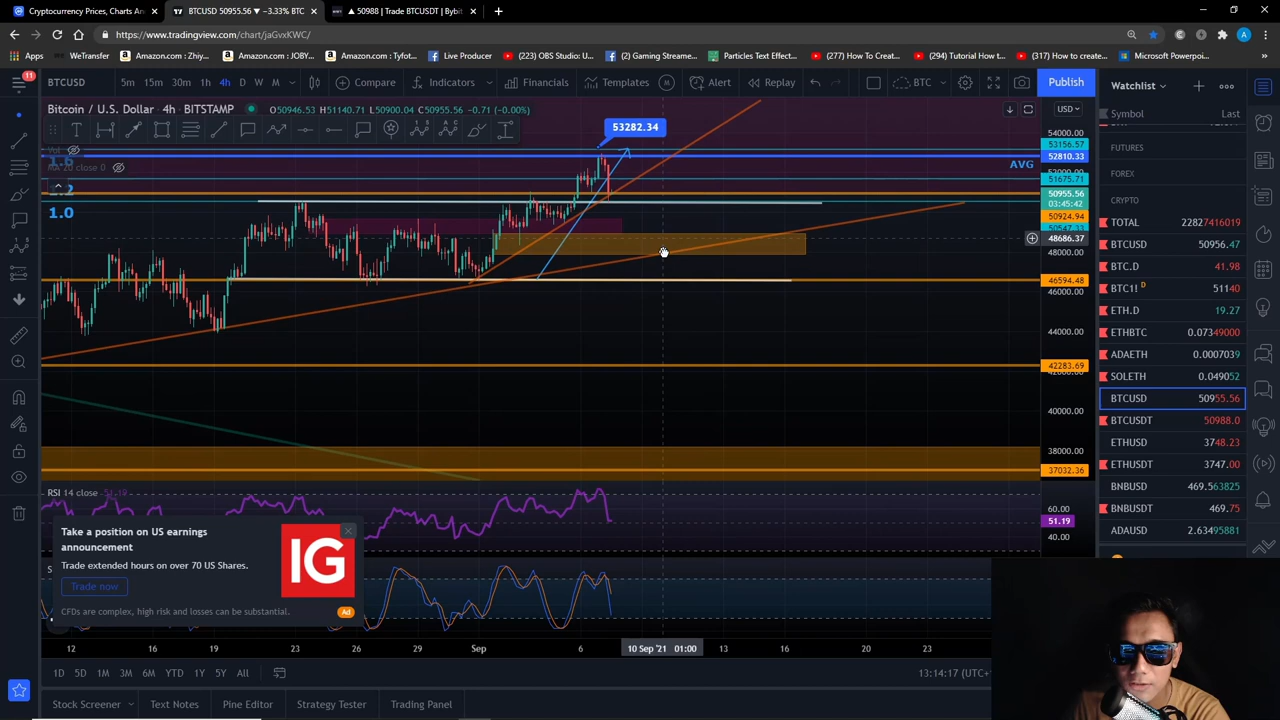 Cryptocurrency Prices, Charts An
BTCUSD 50955.56 ▼ −3.33% BTC
▲ 50988 | Trade BTCUSDT | Bybit
https://www.tradingview.com/chart/jaGvxKWC/
Apps
WeTransfer
Amazon.com : Zhiy...
Amazon.com : JOBY...
Amazon.com : Tyfot...
Live Producer
(223) OBS Studio: U...
(2) Gaming Streame...
Particles Text Effect...
(277) How To Creat...
(294) Tutorial How t...
(317) How to create...
Microsoft Powerpoi...
11
BTCUSD
5m 15m 30m 1h 4h D W M
Compare
Indicators
Financials
Templates
M
Alert
Replay
BTC
Publish
Bitcoin / U.S. Dollar · 4h · BITSTAMP
O50946.53 H51140.71 L50900.04 C50955.56 −0.71 (−0.00%)
USD
Vol
1.6
1.0
53282.34
AVG
54000.00
53156.57
52810.33
51675.71
50955.56
03:45:42
50924.94
48686.37
48000.00
46594.48
46000.00
44000.00
42283.69
40000.00
38000.00
37032.36
RSI 14 close 51.19
60.00
51.19
40.00
Take a position on US earnings
announcement
Trade extended hours on over 70 US Shares.
Trade now
CFDs are complex, high risk and losses can be substantial.
Ad
IG
12 16 19 23 26 29 Sep 6 10 Sep '21 01:00 13 16 20 23
1D 5D 1M 3M 6M YTD 1Y 5Y All
13:14:17 (UTC+
Stock Screener
Text Notes
Pine Editor
Strategy Tester
Trading Panel
Watchlist
Symbol Last
FUTURES
FOREX
CRYPTO
TOTAL 22827416019
BTCUSD 50956.47
BTC.D 41.98
BTC1! D 51140
ETH.D 19.27
ETHBTC 0.07349000
ADAETH 0.0007039
SOLETH 0.049052
BTCUSD 50955.56
BTCUSDT 50988.0
ETHUSD 3748.23
ETHUSDT 3747.00
BNBUSD 469.563825
BNBUSDT 469.75
ADAUSD 2.63495881